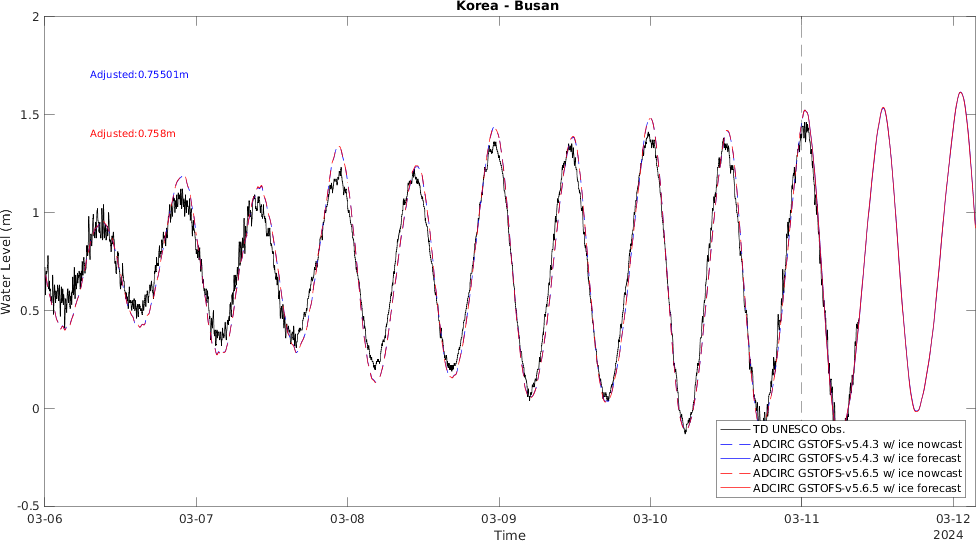 Korea - Busan
2
Adjusted:0.75501m
1.5
Adjusted:0.758m
1
Water Level (m)
0.5
0
-0.5
TD UNESCO Obs.
ADCIRC GSTOFS-v5.4.3 w/ ice nowcast
ADCIRC GSTOFS-v5.4.3 w/ ice forecast
ADCIRC GSTOFS-v5.6.5 w/ ice nowcast
ADCIRC GSTOFS-v5.6.5 w/ ice forecast
03-06 03-07 03-08 03-09 03-10 03-11 03-12
Time 2024